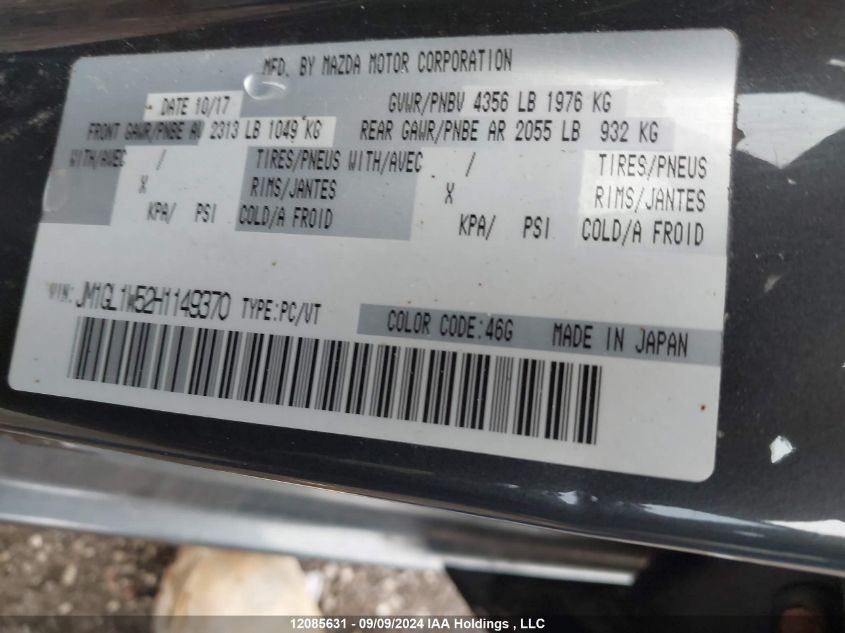 MFD. BY MAZDA MOTOR CORPORATION
DATE 10/17 GVWR/PNBV 4356 LB 1976 KG
FRONT GAWR/PNBE AV 2313 LB 1049 KG REAR GAWR/PNBE AR 2055 LB 932 KG
WITH/AVEC / TIRES/PNEUS WITH/AVEC / TIRES/PNEUS
X RIMS/JANTES X RIMS/JANTES
KPA/ PSI COLD/A FROID KPA/ PSI COLD/A FROID
VIN: JM1GL1W52H1149370 TYPE:PC/VT COLOR CODE:46G MADE IN JAPAN
12085631 - 09/09/2024 IAA Holdings , LLC